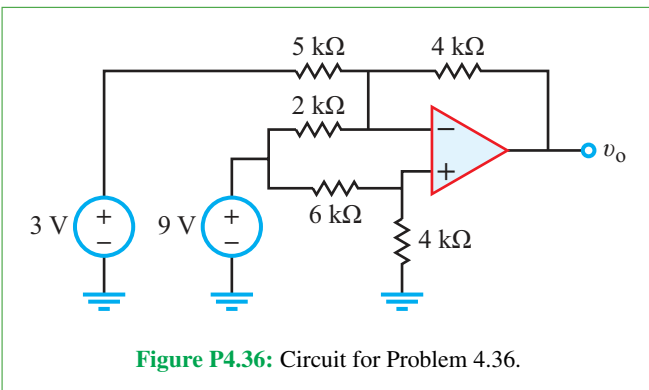 5 kΩ
4 kΩ
2 kΩ
−
υo
+
6 kΩ
3 V
+
−
9 V
+
−
4 kΩ
Figure P4.36: Circuit for Problem 4.36.